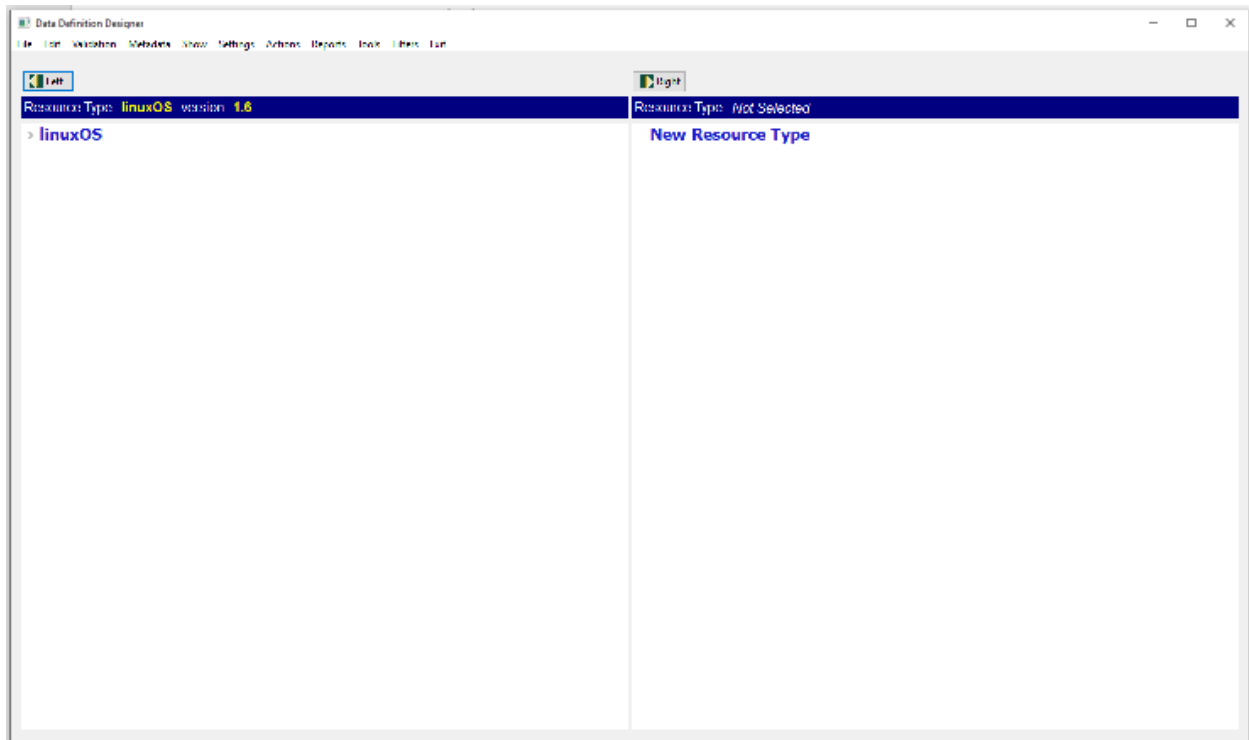 Data Definition Designer
File Edit Validation Metadata Show Settings Actions Reports Tools Filters Exit
Left
Right
Resource Type linuxOS version 1.6
Resource Type Not Selected
linuxOS
New Resource Type